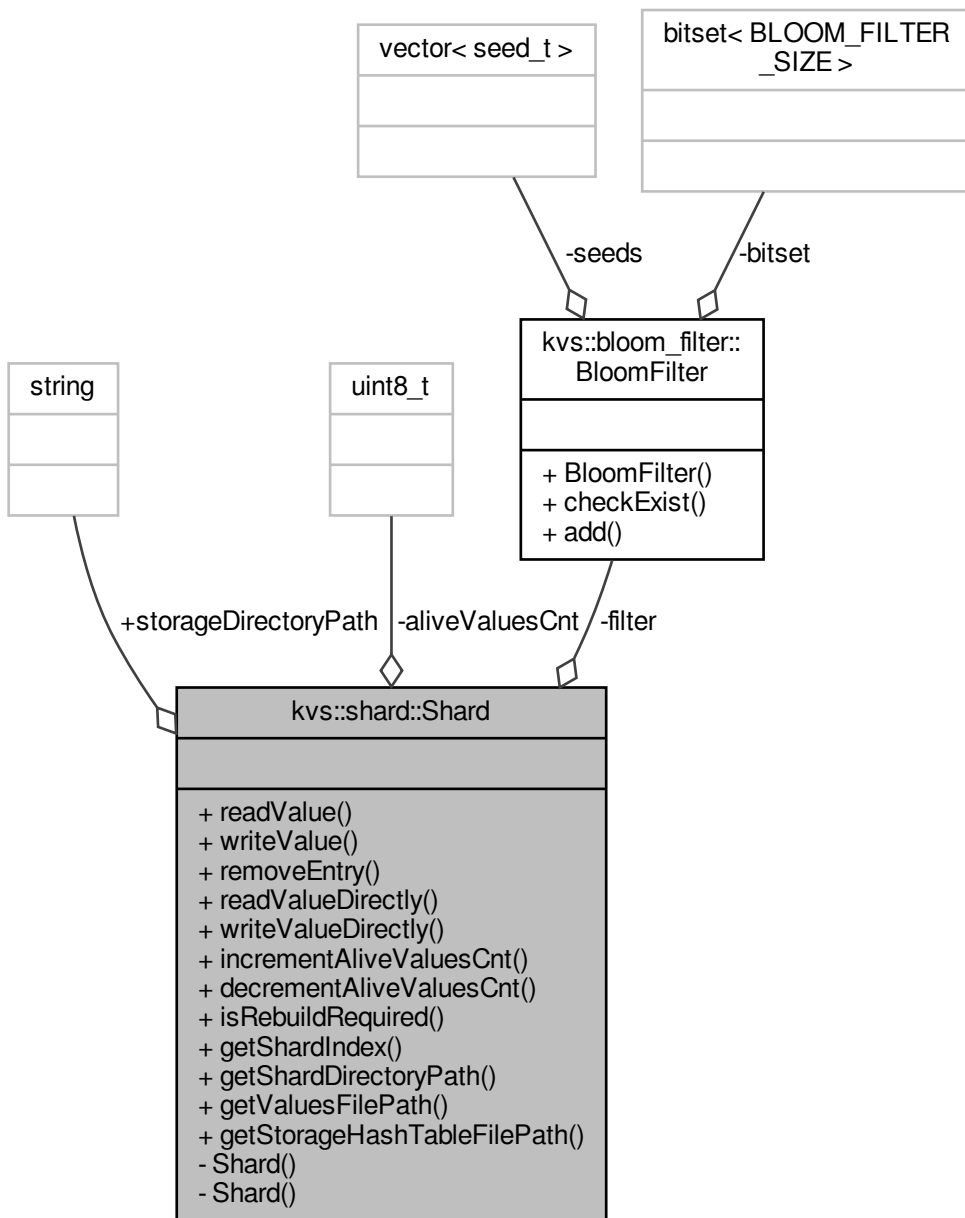 vector< seed_t >
bitset< BLOOM_FILTER
_SIZE >
-seeds
-bitset
kvs::bloom_filter::
BloomFilter
+ BloomFilter()
+ checkExist()
+ add()
string
uint8_t
+storageDirectoryPath
-aliveValuesCnt
-filter
kvs::shard::Shard
+ readValue()
+ writeValue()
+ removeEntry()
+ readValueDirectly()
+ writeValueDirectly()
+ incrementAliveValuesCnt()
+ decrementAliveValuesCnt()
+ isRebuildRequired()
+ getShardIndex()
+ getShardDirectoryPath()
+ getValuesFilePath()
+ getStorageHashTableFilePath()
- Shard()
- Shard()